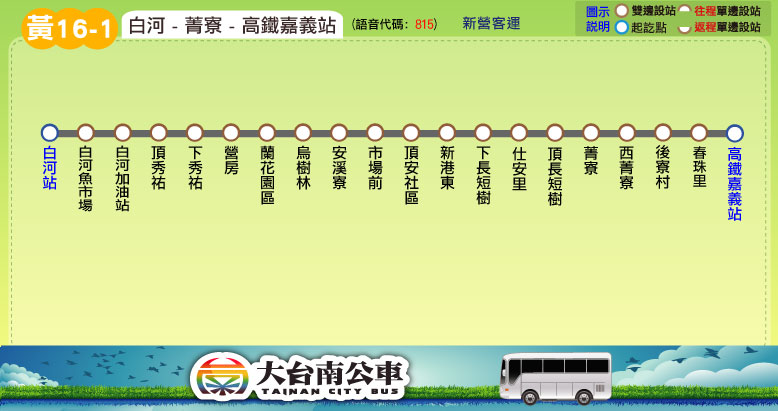 黃16-1
白河 - 菁寮 - 高鐵嘉義站
(語音代碼: 815)
新營客運
圖示 雙邊設站 往程單邊設站
說明 起訖點 返程單邊設站
白河站
白河魚市場
白河加油站
頂秀祐
下秀祐
營房
蘭花園區
烏樹林
安溪寮
市場前
頂安社區
新港東
下長短樹
仕安里
頂長短樹
菁寮
西菁寮
後寮村
春珠里
高鐵嘉義站
大台南公車
TAINAN CITY BUS